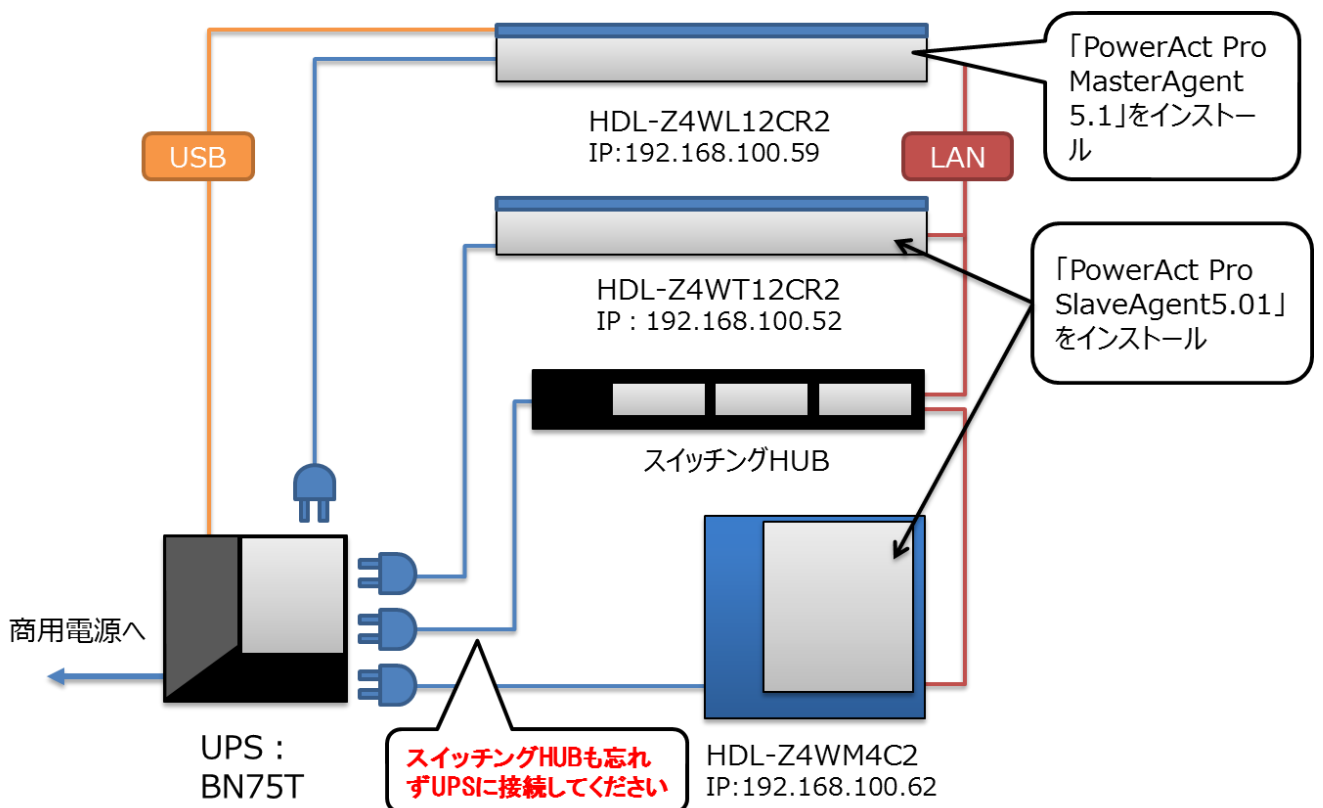 「PowerAct Pro
MasterAgent
5.1」をインストー
ル
HDL-Z4WL12CR2
IP:192.168.100.59
USB
LAN
HDL-Z4WT12CR2
IP：192.168.100.52
「PowerAct Pro
SlaveAgent5.01」
をインストール
スイッチングHUB
商用電源へ
UPS：
BN75T
スイッチングHUBも忘れ
ずUPSに接続してください
HDL-Z4WM4C2
IP:192.168.100.62